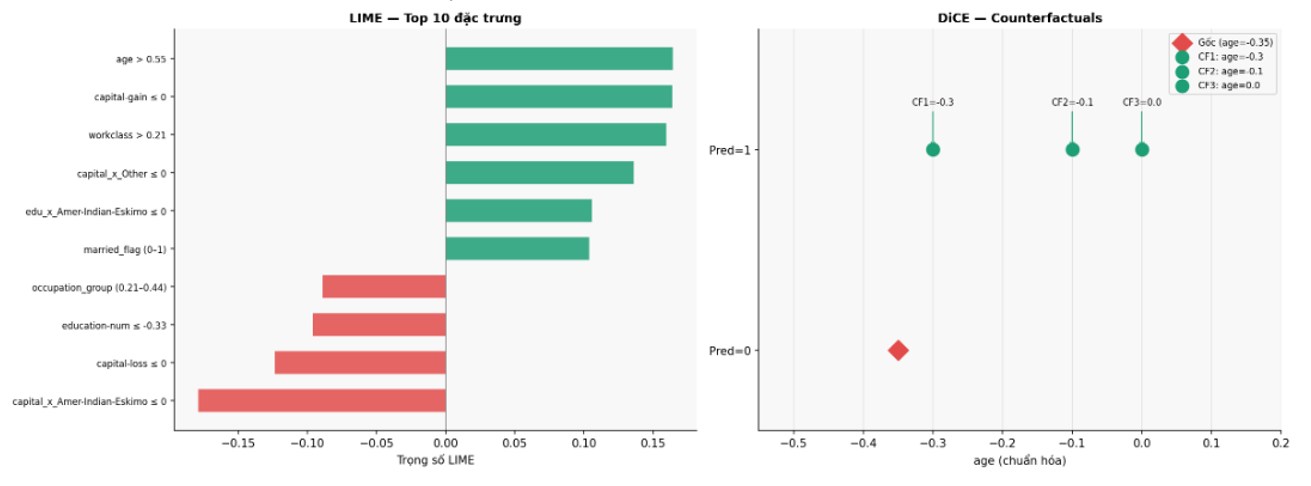 LIME — Top 10 đặc trưng
age > 0.55
capital-gain ≤ 0
workclass > 0.21
capital_x_Other ≤ 0
edu_x_Amer-Indian-Eskimo ≤ 0
married_flag (0–1)
occupation_group (0.21–0.44)
education-num ≤ -0.33
capital-loss ≤ 0
capital_x_Amer-Indian-Eskimo ≤ 0
−0.15 −0.10 −0.05 0.00 0.05 0.10 0.15
Trọng số LIME
DiCE — Counterfactuals
Gốc (age=-0.35)
CF1: age=-0.3
CF2: age=-0.1
CF3: age=0.0
CF1=-0.3 CF2=-0.1 CF3=0.0
Pred=1
Pred=0
−0.5 −0.4 −0.3 −0.2 −0.1 0.0 0.1 0.2
age (chuẩn hóa)